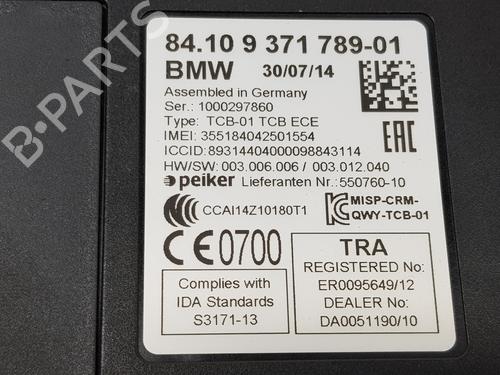 84.10 9 371 789-01
BMW 30/07/14
Assembled in Germany
Ser.: 1000297860
Type: TCB-01 TCB ECE
IMEI: 355184042501554
ICCID:89314404000098843114
HW/SW: 003.006.006 / 003.012.040
peiker Lieferanten Nr.:550760-10
CCAI14Z10180T1
MISP-CRM-
QWY-TCB-01
EAC
CE0700
Complies with
IDA Standards
S3171-13
TRA
REGISTERED No:
ER0095649/12
DEALER No:
DA0051190/10
B PARTS